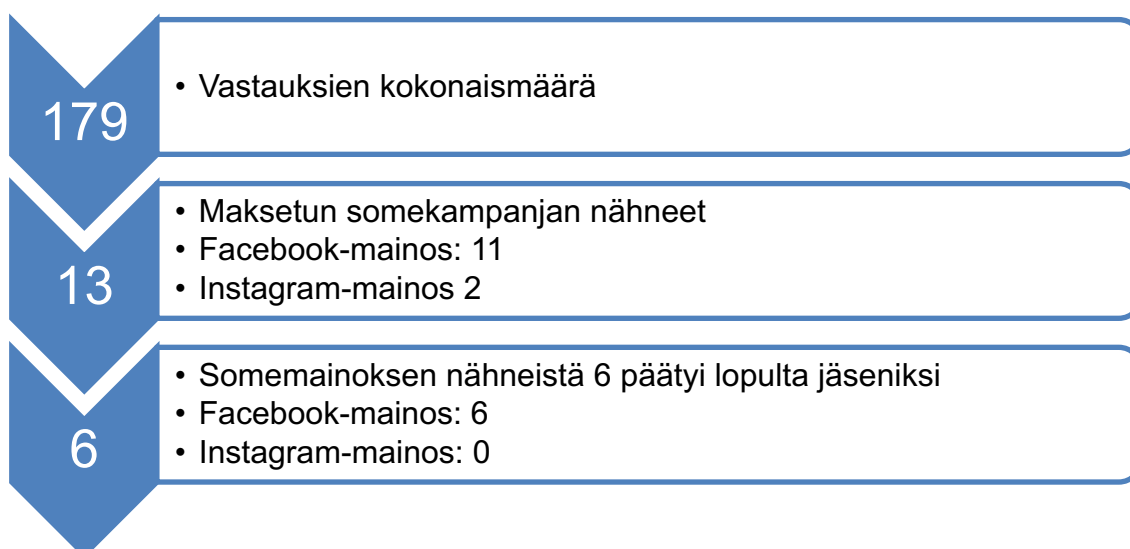 179
• Vastauksien kokonaismäärä
13
• Maksetun somekampanjan nähneet
• Facebook-mainos: 11
• Instagram-mainos 2
6
• Somemainoksen nähneistä 6 päätyi lopulta jäseniksi
• Facebook-mainos: 6
• Instagram-mainos: 0